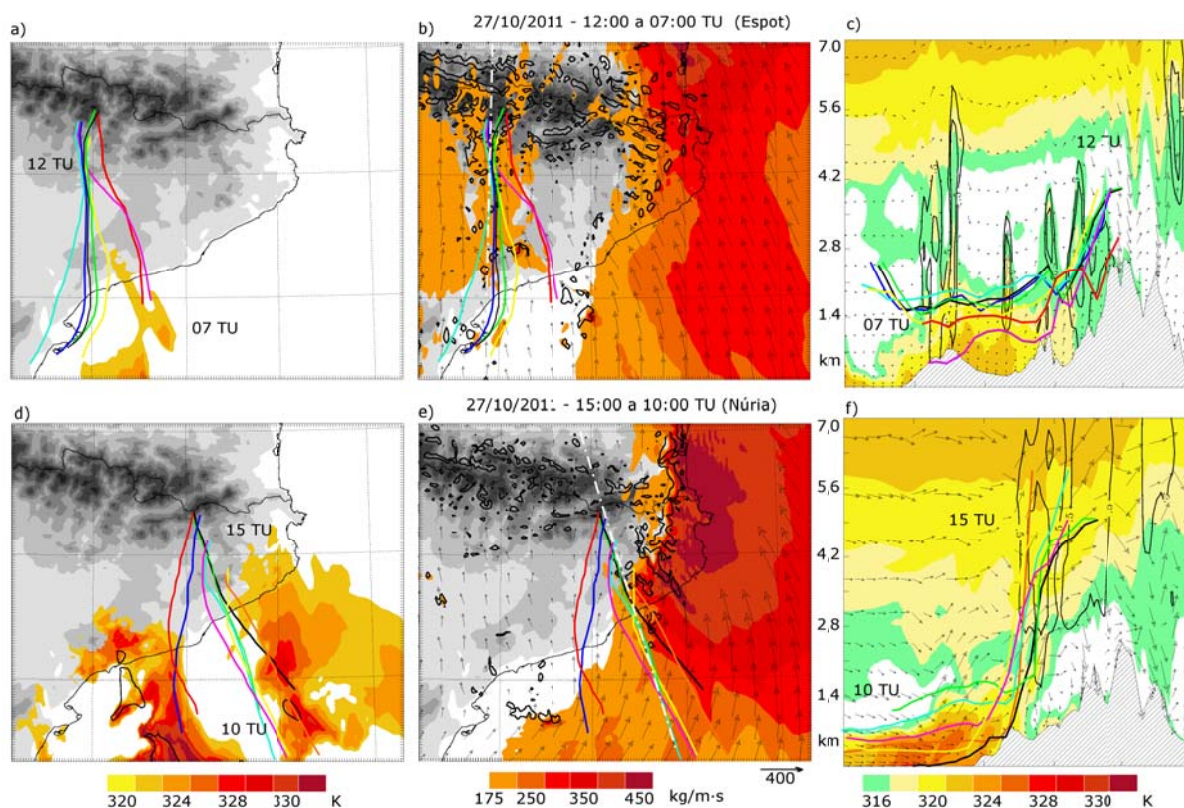 27/10/2011 - 12:00 a 07:00 TU (Espot)
a)
b)
c)
7.0
5.6
4.2
2.8
1.4
km
12 TU
07 TU
12 TU
07 TU
27/10/2011 - 15:00 a 10:00 TU (Núria)
d)
e)
f)
7.0
5.6
4.2
2.8
1.4
km
15 TU
10 TU
15 TU
10 TU
320 324 328 330 K
175 250 350 450 kg/m·s
400
316 320 324 328 330 K